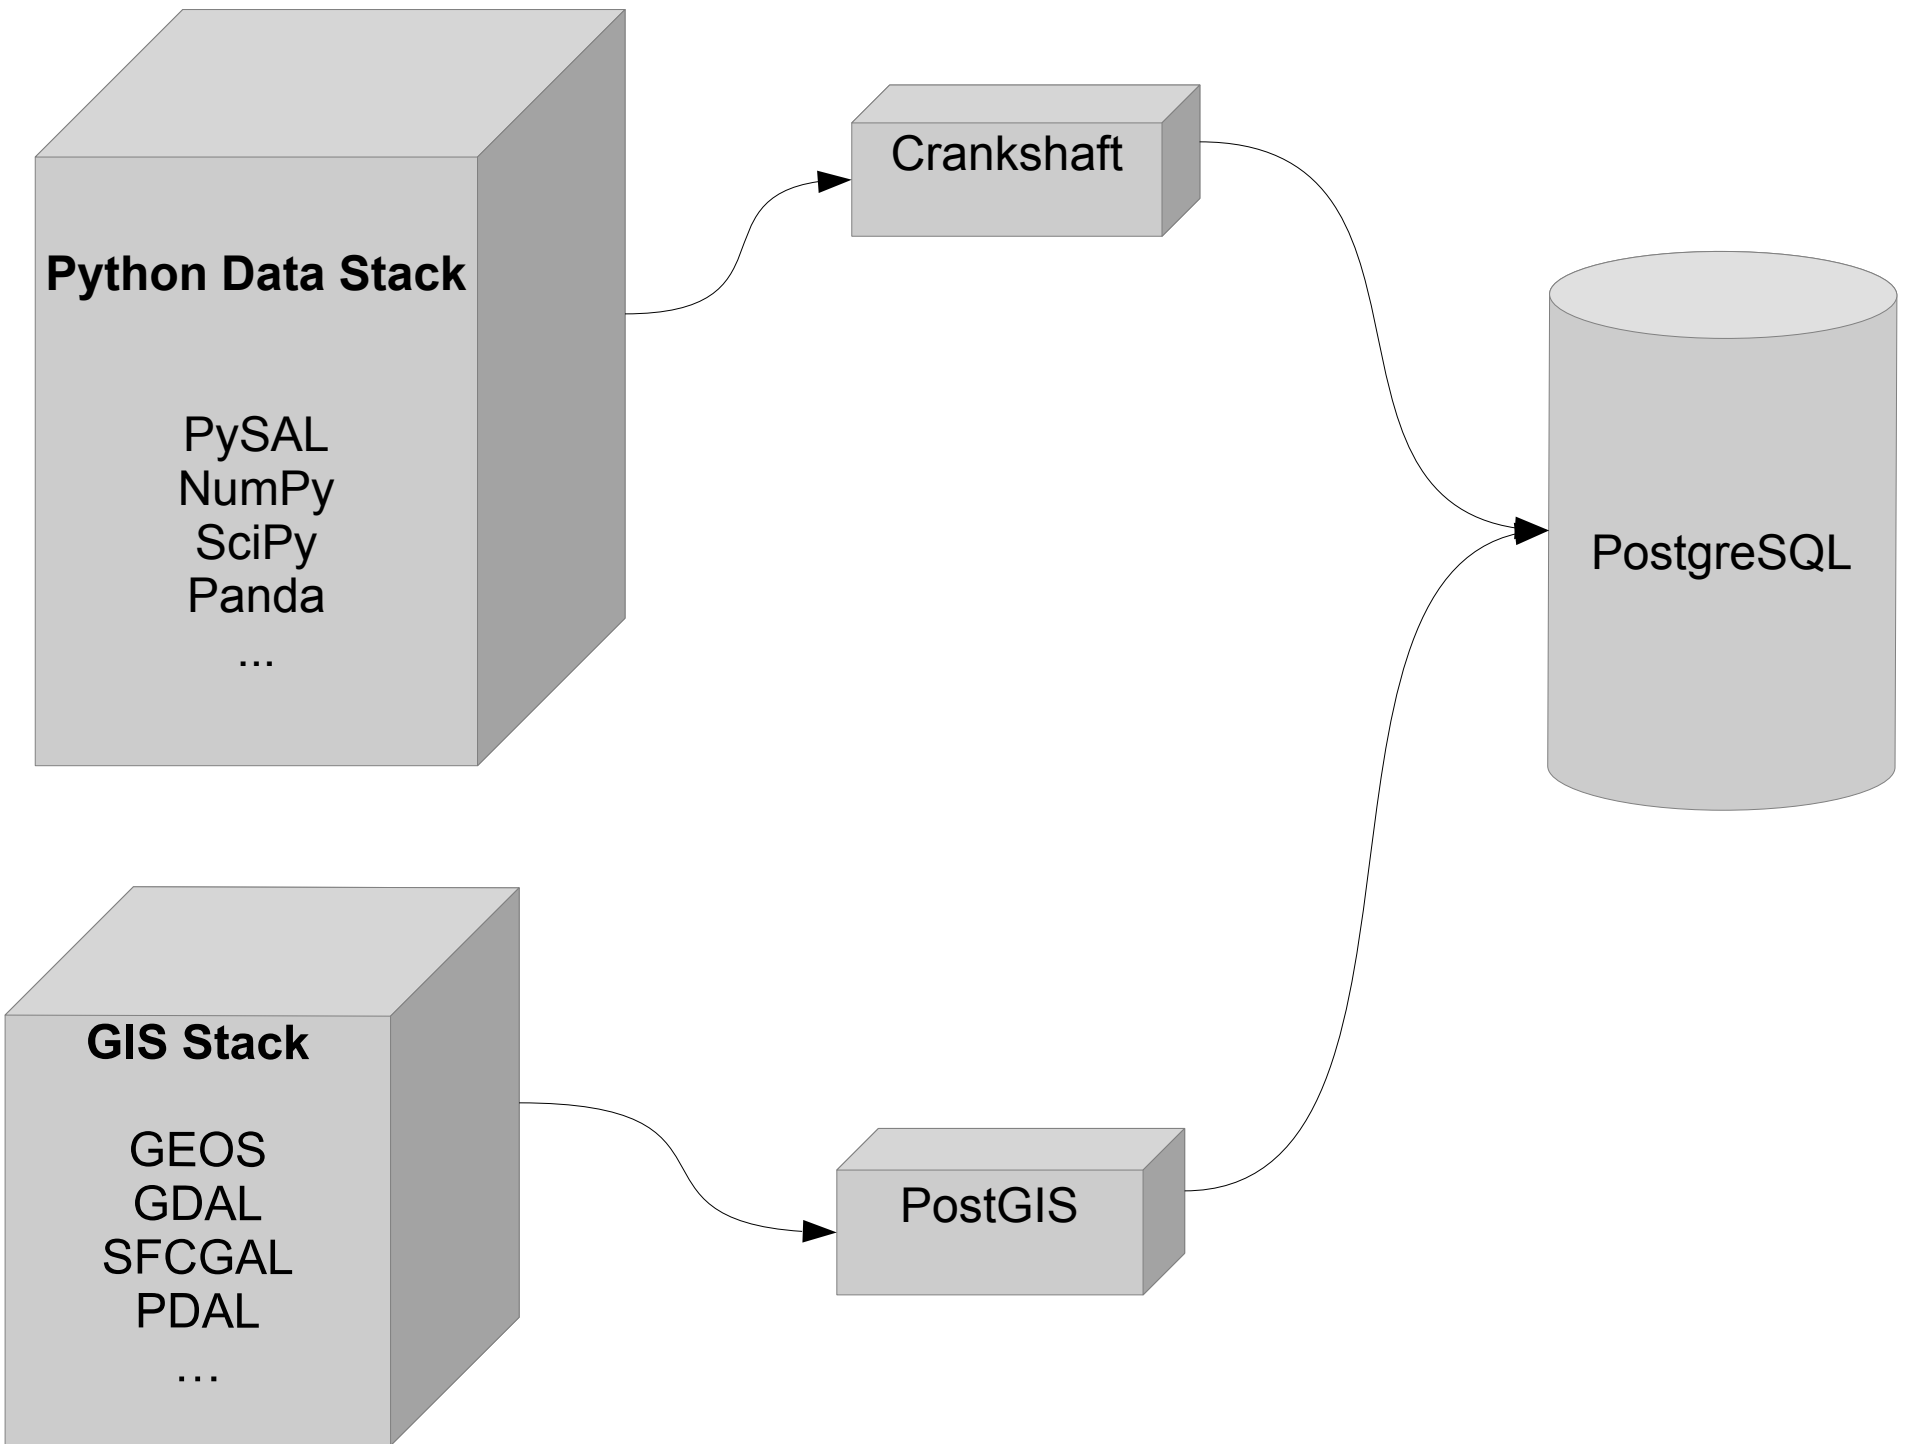 Python Data Stack
PySAL
NumPy
SciPy
Panda
...
Crankshaft
PostgreSQL
GIS Stack
GEOS
GDAL
SFCGAL
PDAL
…
PostGIS